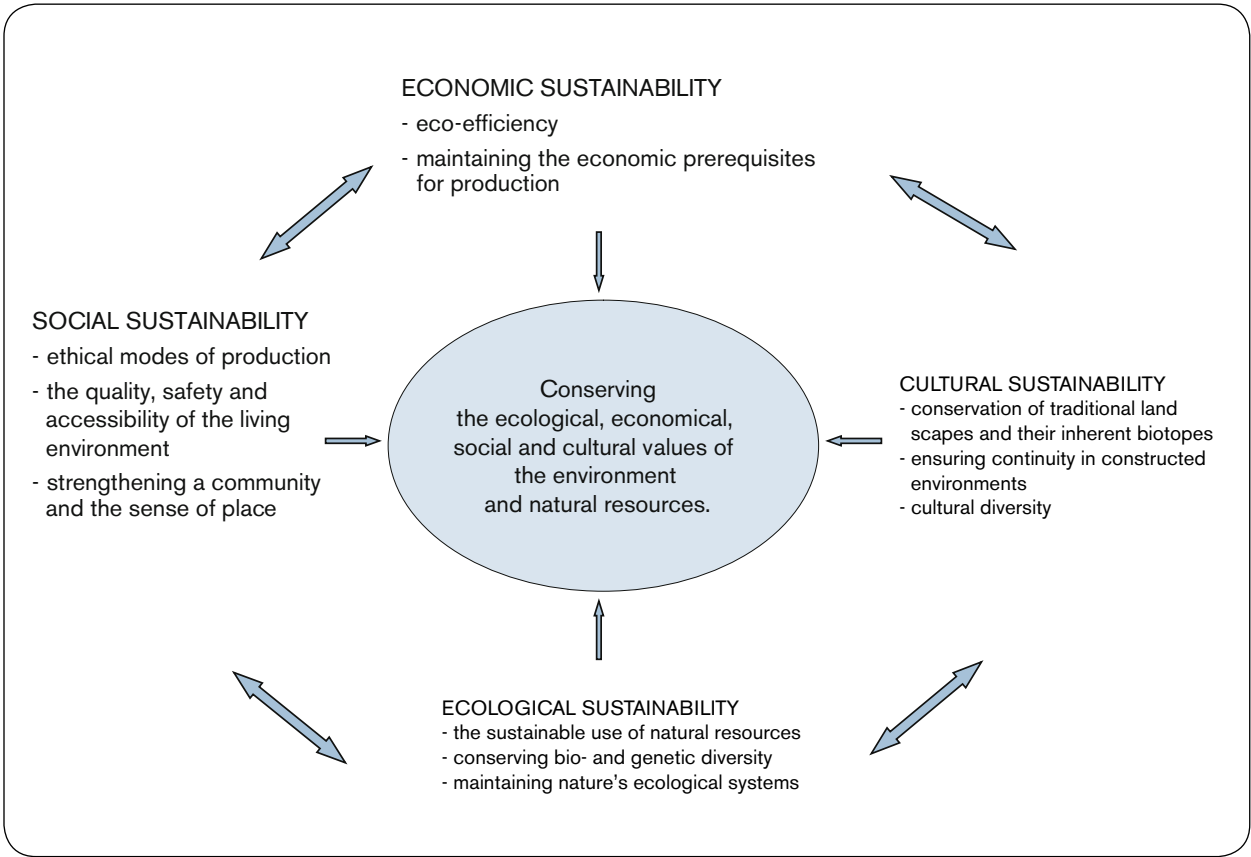 ECONOMIC SUSTAINABILITY
- eco-efficiency
- maintaining the economic prerequisites
for production
SOCIAL SUSTAINABILITY
- ethical modes of production
- the quality, safety and
accessibility of the living
environment
- strengthening a community
and the sense of place
Conserving
the ecological, economical,
social and cultural values of
the environment
and natural resources.
CULTURAL SUSTAINABILITY
- conservation of traditional land
scapes and their inherent biotopes
- ensuring continuity in constructed
environments
- cultural diversity
ECOLOGICAL SUSTAINABILITY
- the sustainable use of natural resources
- conserving bio- and genetic diversity
- maintaining nature's ecological systems